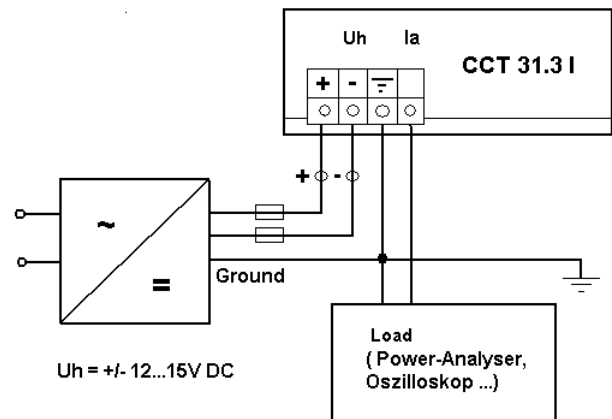 Uh Ia
CCT 31.3 I
+ -
+ -
~
=
Ground
Load
( Power-Analyser,
Oszilloskop ...)
Uh = +/- 12...15V DC